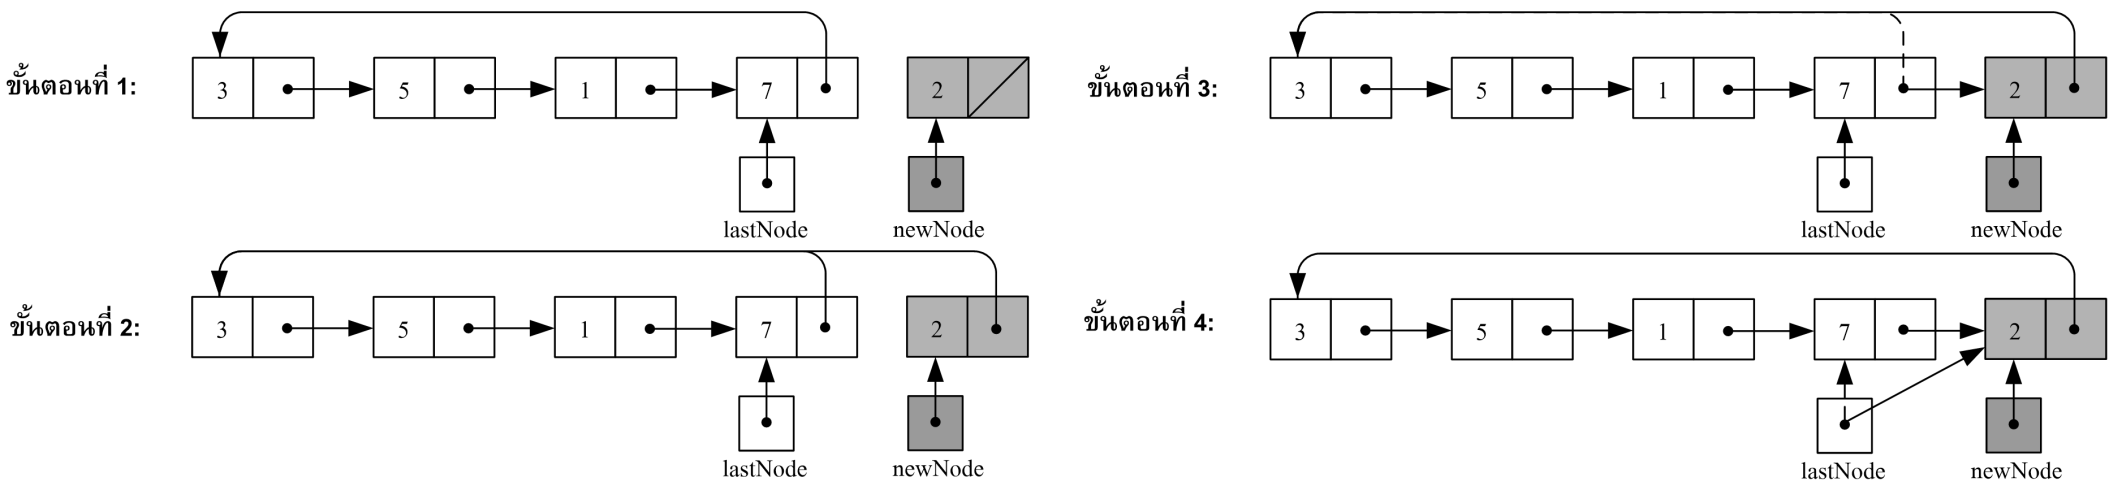 ขั้นตอนที่ 1:
3 5 1 7 2
lastNode newNode
ขั้นตอนที่ 2:
3 5 1 7 2
lastNode newNode
ขั้นตอนที่ 3:
3 5 1 7 2
lastNode newNode
ขั้นตอนที่ 4:
3 5 1 7 2
lastNode newNode